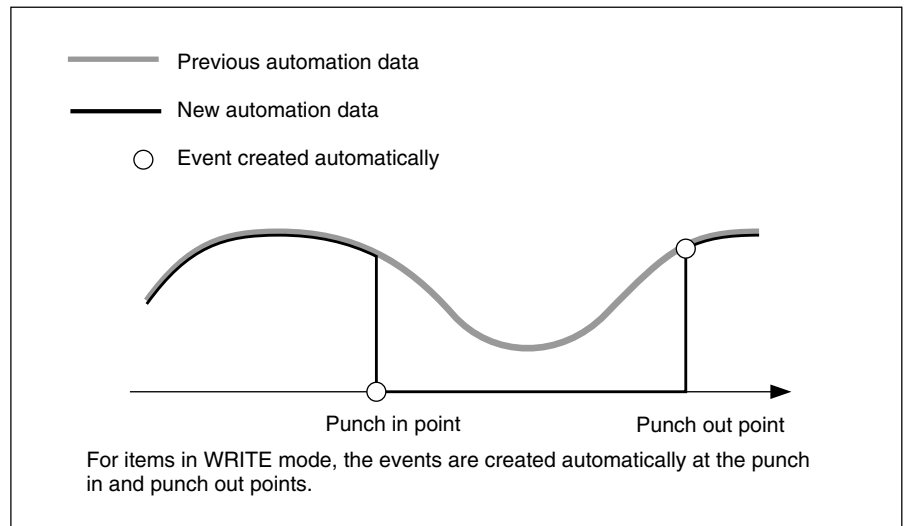 Previous automation data
New automation data
Event created automatically
Punch in point
Punch out point
For items in WRITE mode, the events are created automatically at the punch
in and punch out points.